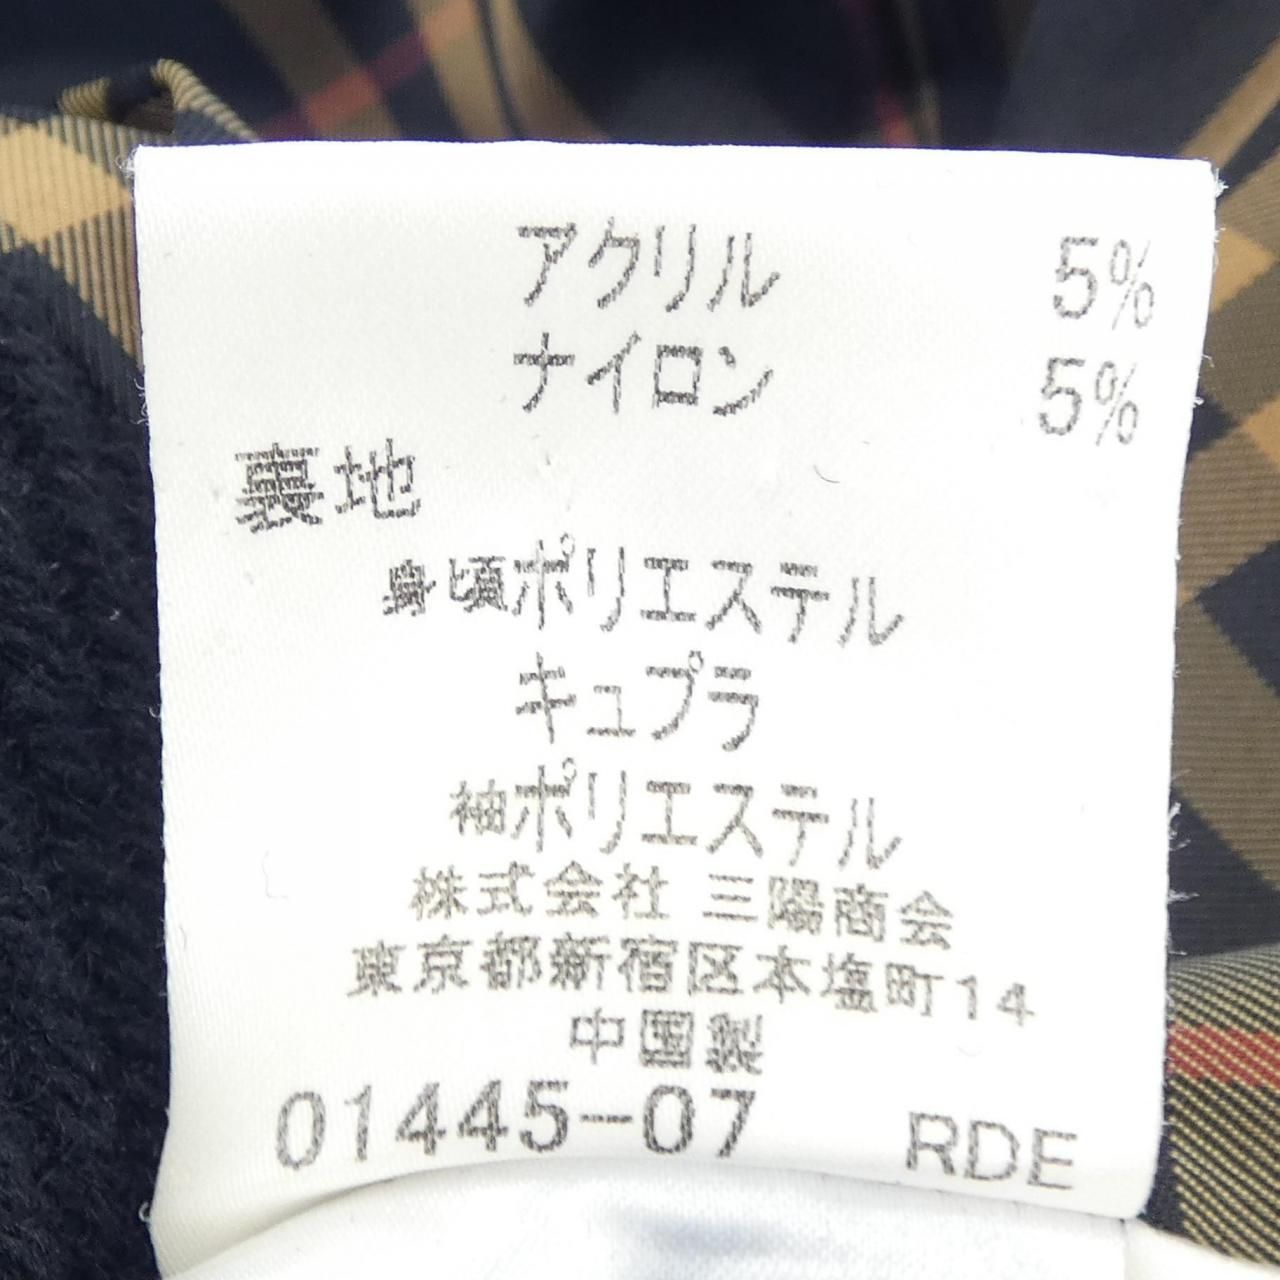 アクリル 5%
ナイロン 5%
裏地
身頃ポリエステル
キュプラ
袖ポリエステル
株式会社 三陽商会
東京都新宿区本塩町14
中国製
01445-07 RDE